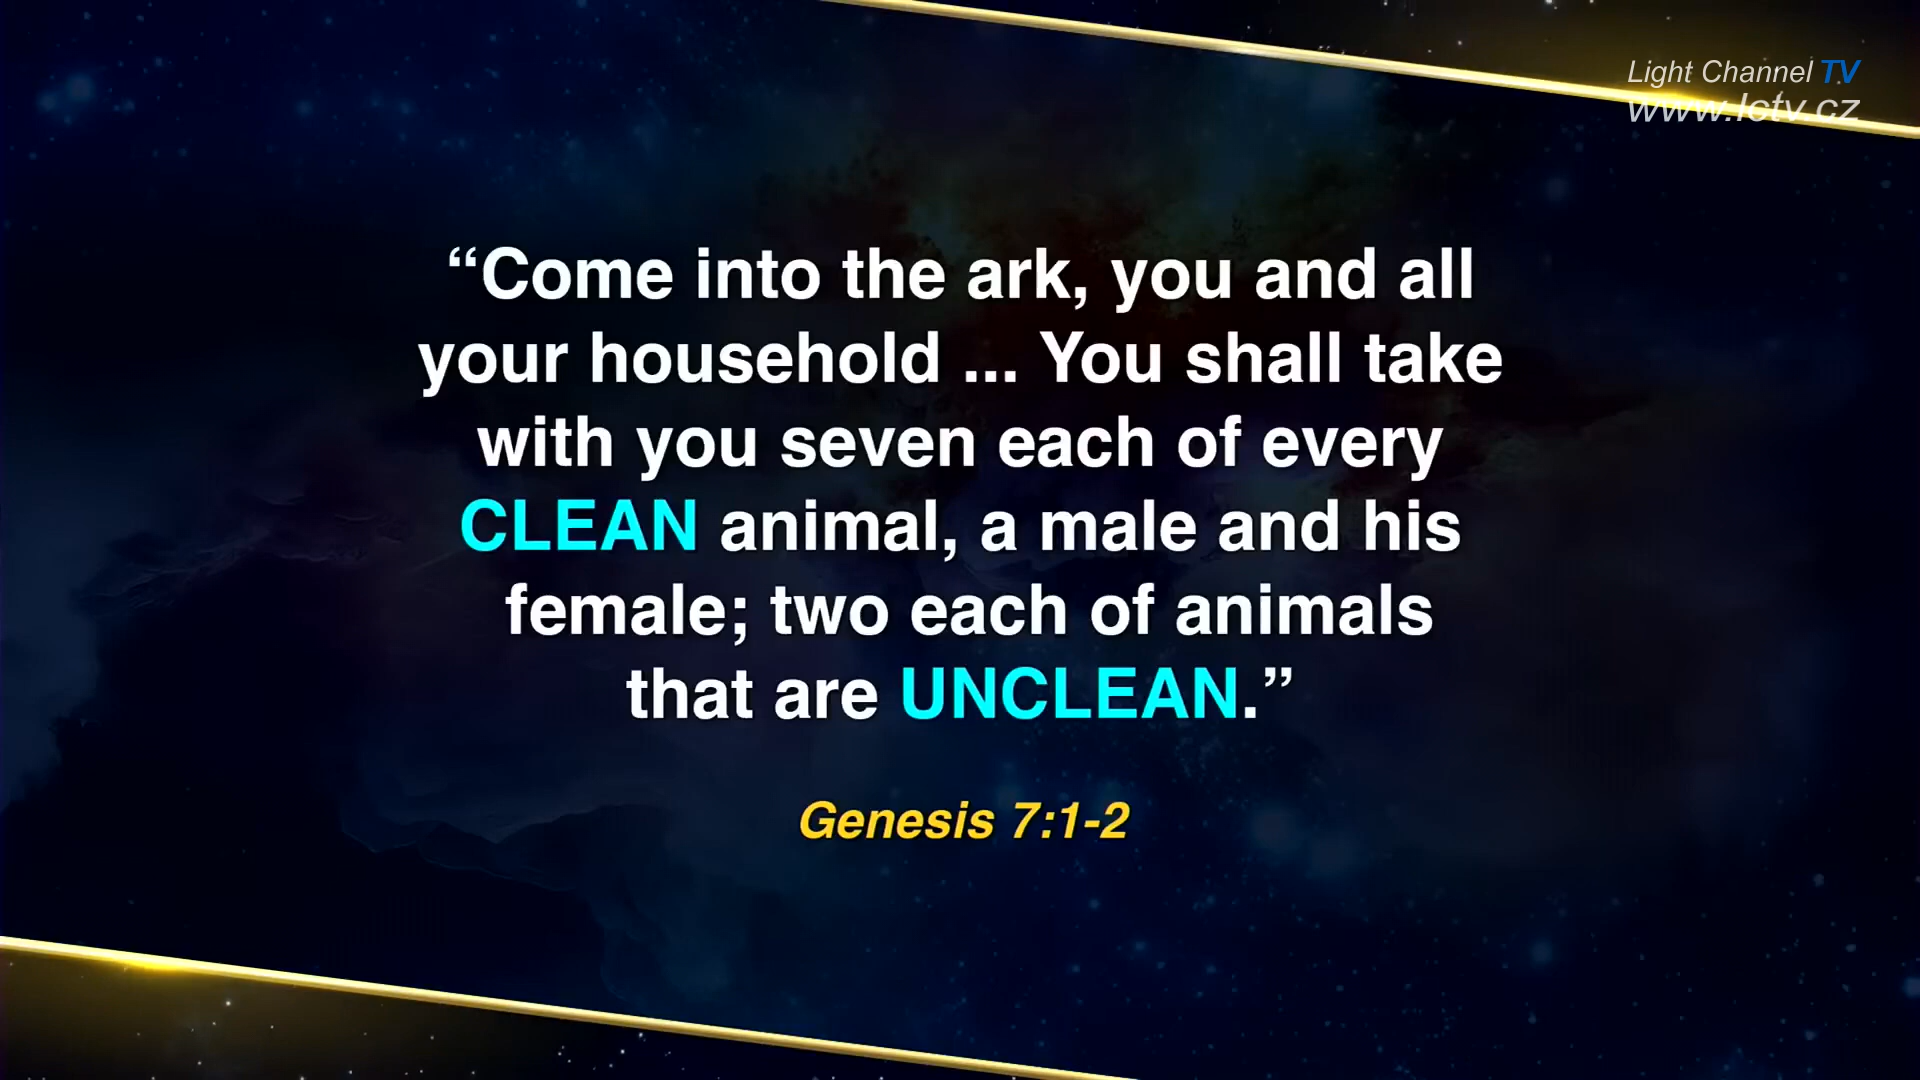 Light Channel TV
www.lctv.cz
“Come into the ark, you and all
your household ... You shall take
with you seven each of every
CLEAN animal, a male and his
female; two each of animals
that are UNCLEAN.”
Genesis 7:1-2